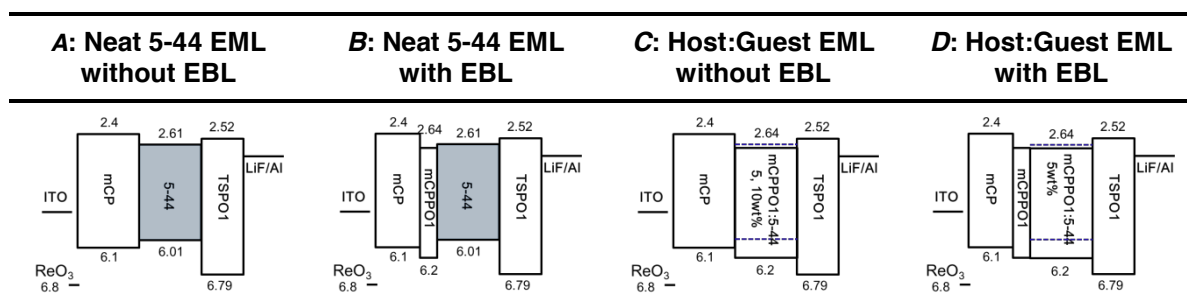 A: Neat 5-44 EML
without EBL
B: Neat 5-44 EML
with EBL
C: Host:Guest EML
without EBL
D: Host:Guest EML
with EBL
2.4
2.61
2.52
mCP
5-44
TSPO1
LiF/Al
ITO
6.1
6.01
ReO3
6.8
6.79
2.4
2.64
2.61
2.52
mCP
mCPPO1
5-44
TSPO1
LiF/Al
ITO
6.1
6.2
6.01
ReO3
6.8
6.79
2.4
2.64
2.52
mCP
mCPPO1:5-44
5, 10wt%
TSPO1
LiF/Al
ITO
6.1
6.2
ReO3
6.8
6.79
2.4
2.64
2.52
mCP
mCPPO1
mCPPO1:5-44
5wt%
TSPO1
LiF/Al
ITO
6.1
6.2
ReO3
6.8
6.79